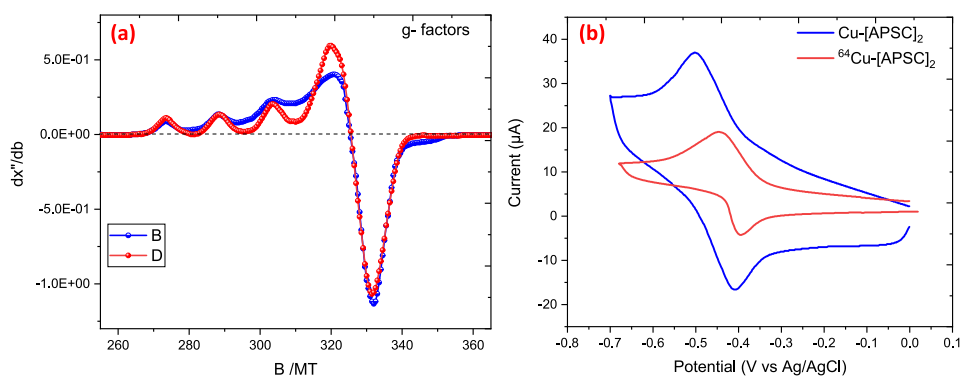 (a)
g- factors
dx"/db
5.0E-01
0.0E+00
-5.0E-01
-1.0E+00
B
D
260
280
300
320
340
360
B /MT
(b)
Cu-[APSC]2
64Cu-[APSC]2
Current (μA)
40
30
20
10
0
-10
-20
-0.8
-0.7
-0.6
-0.5
-0.4
-0.3
-0.2
-0.1
0.0
0.1
Potential (V vs Ag/AgCl)